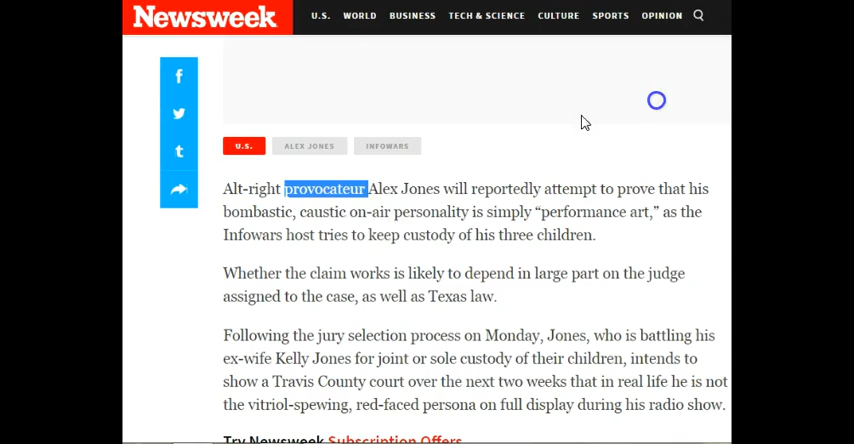 Newsweek
U.S. WORLD BUSINESS TECH & SCIENCE CULTURE SPORTS OPINION
U.S. ALEX JONES INFOWARS
Alt-right provocateur Alex Jones will reportedly attempt to prove that his
bombastic, caustic on-air personality is simply “performance art,” as the
Infowars host tries to keep custody of his three children.
Whether the claim works is likely to depend in large part on the judge
assigned to the case, as well as Texas law.
Following the jury selection process on Monday, Jones, who is battling his
ex-wife Kelly Jones for joint or sole custody of their children, intends to
show a Travis County court over the next two weeks that in real life he is not
the vitriol-spewing, red-faced persona on full display during his radio show.
Try Newsweek Subscription Offers